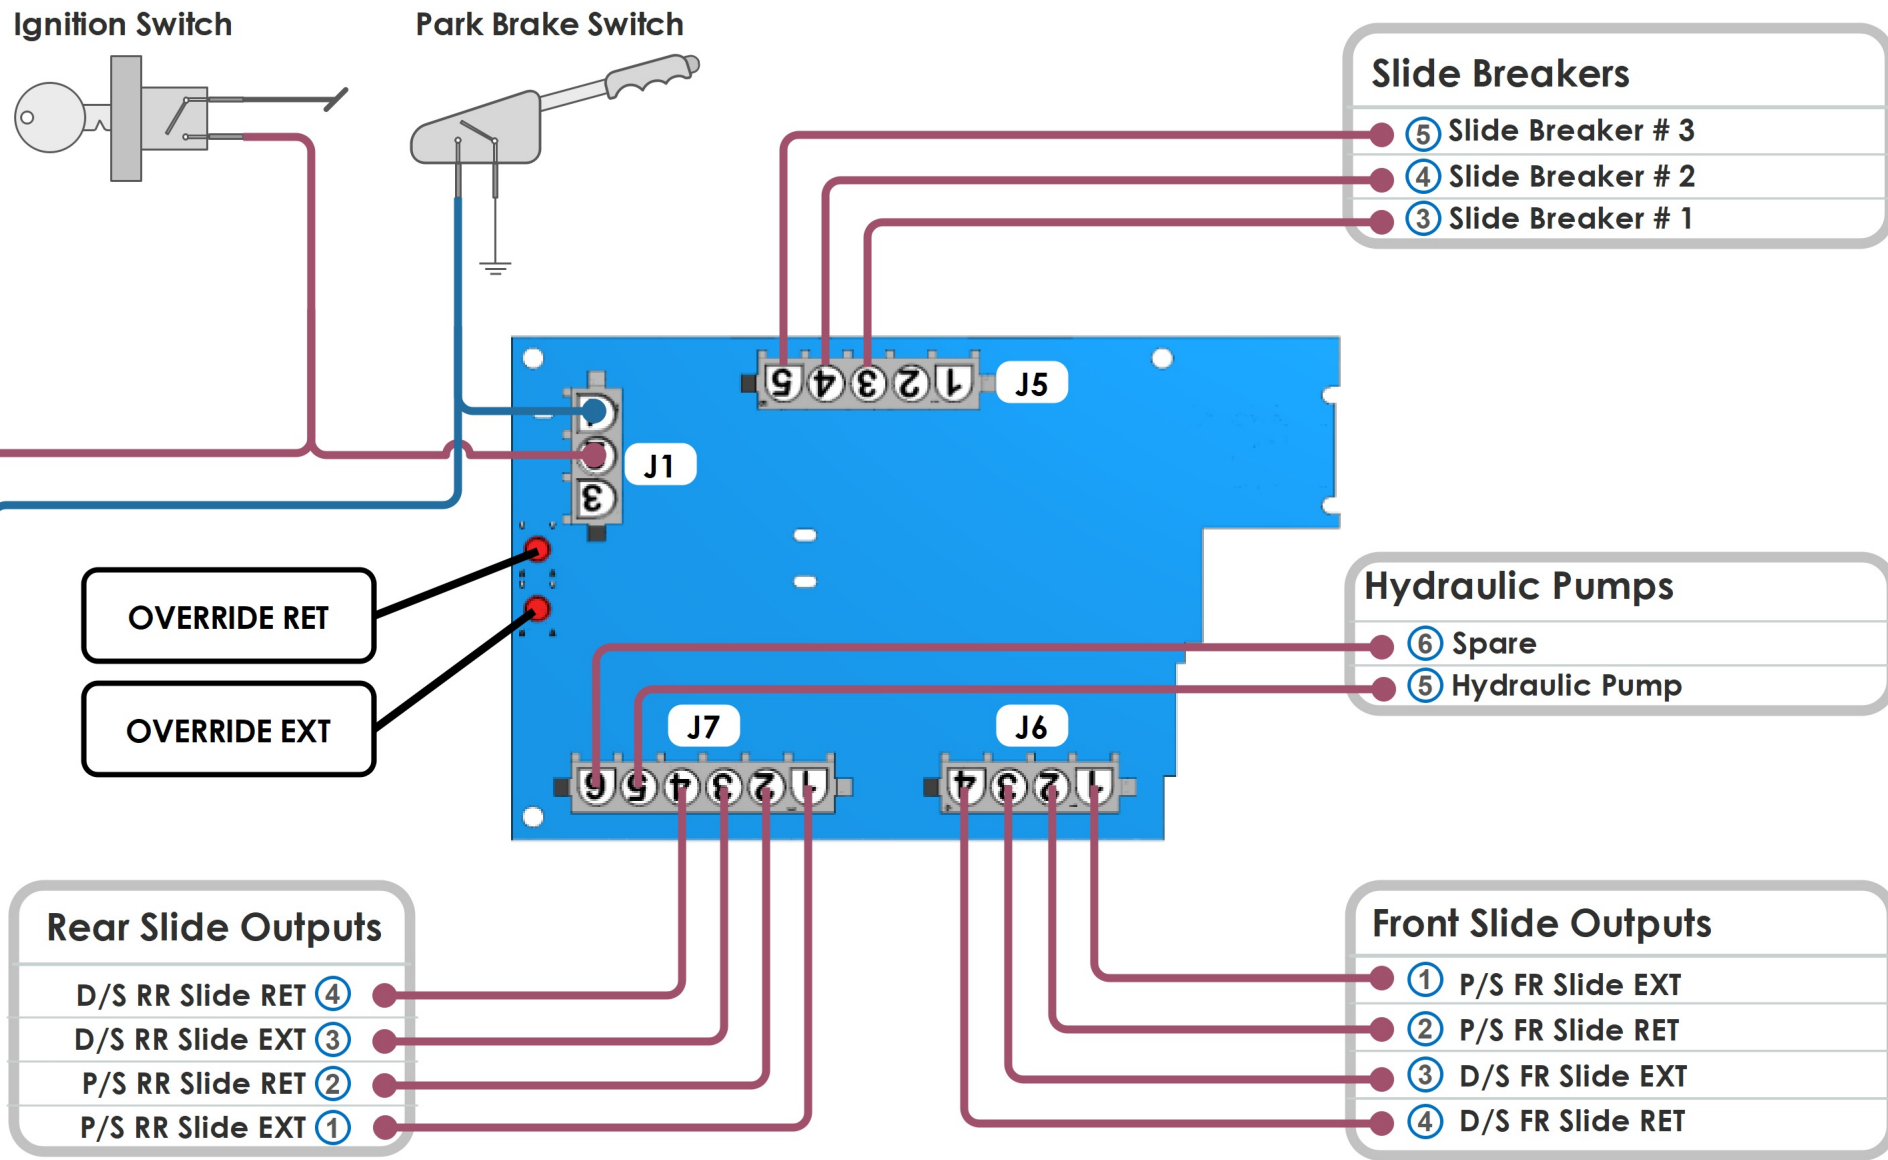 Ignition Switch
Park Brake Switch
Slide Breakers
5 Slide Breaker # 3
4 Slide Breaker # 2
3 Slide Breaker # 1
5 4 3 2 1
J5
J1
3
OVERRIDE RET
OVERRIDE EXT
Hydraulic Pumps
6 Spare
5 Hydraulic Pump
J7
J6
6 5 4 3 2 1
4 3 2 1
Rear Slide Outputs
D/S RR Slide RET 4
D/S RR Slide EXT 3
P/S RR Slide RET 2
P/S RR Slide EXT 1
Front Slide Outputs
1 P/S FR Slide EXT
2 P/S FR Slide RET
3 D/S FR Slide EXT
4 D/S FR Slide RET